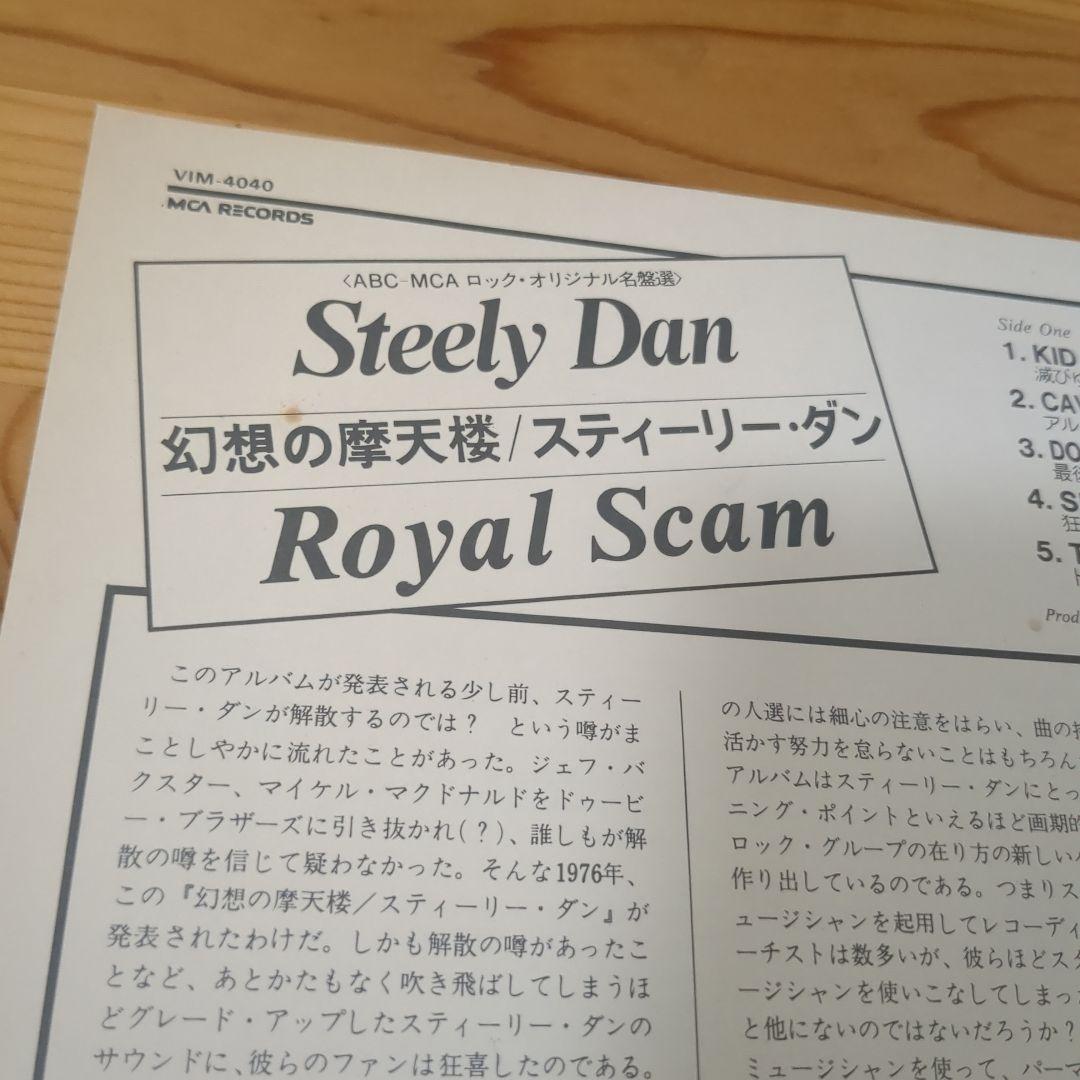 VIM-4040
MCA RECORDS
〈ABC-MCA ロック・オリジナル名盤選〉
Steely Dan
幻想の摩天楼/スティーリー・ダン
Royal Scam
Side One
1. KID
滅びゆ
2. CAV
アル
3. DO
最後
4. S
狂
5. T
Prod
このアルバムが発表される少し前、スティー
リー・ダンが解散するのでは？　という噂がま
ことしやかに流れたことがあった。ジェフ・バ
クスター、マイケル・マクドナルドをドゥービ
ー・ブラザーズに引き抜かれ(？)、誰しもが解
散の噂を信じて疑わなかった。そんな1976年、
この『幻想の摩天楼／スティーリー・ダン』が
発表されたわけだ。しかも解散の噂があったこ
となど、あとかたもなく吹き飛ばしてしまうほ
どグレード・アップしたスティーリー・ダンの
サウンドに、彼らのファンは狂喜したのである。
の人選には細心の注意をはらい、曲の持
活かす努力を怠らないことはもちろん
アルバムはスティーリー・ダンにとっ
ニング・ポイントといえるほど画期的
ロック・グループの在り方の新しい
作り出しているのである。つまりス
ュージシャンを起用してレコーディ
ーチストは数多いが、彼らほどスタ
ージシャンを使いこなしてしまっ
と他にないのではないだろうか？
ミュージシャンを使って、パーマ